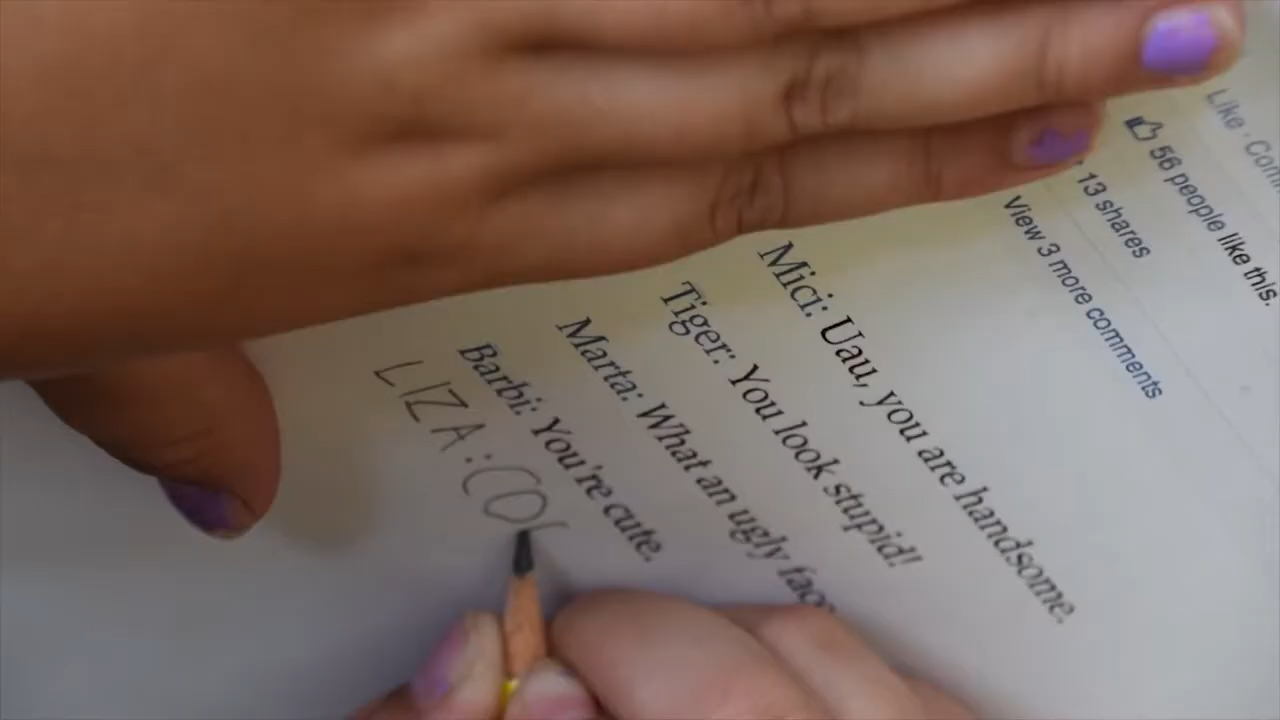 Like · Com
56 people like this.
13 shares
View 3 more comments
Mici: Uau, you are handsome.
Tiger: You look stupid!
Marta: What an ugly fac
Barbi: You're cute.
LIZA: CO